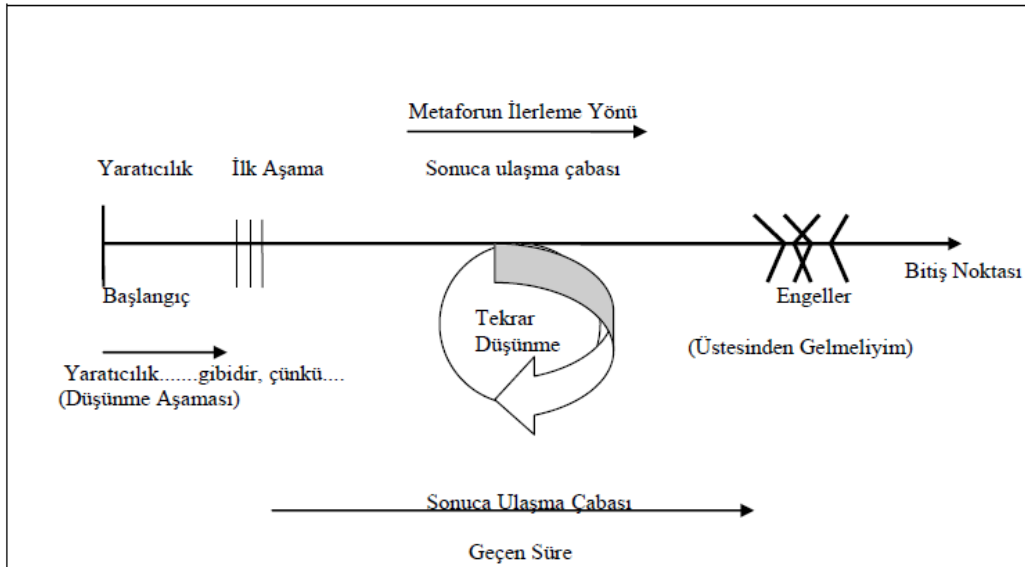 Metaforun İlerleme Yönü
Yaratıcılık İlk Aşama Sonuca ulaşma çabası
Başlangıç Engeller Bitiş Noktası
Tekrar
Düşünme
(Üstesinden Gelmeliyim)
Yaratıcılık.......gibidir, çünkü....
(Düşünme Aşaması)
Sonuca Ulaşma Çabası
Geçen Süre